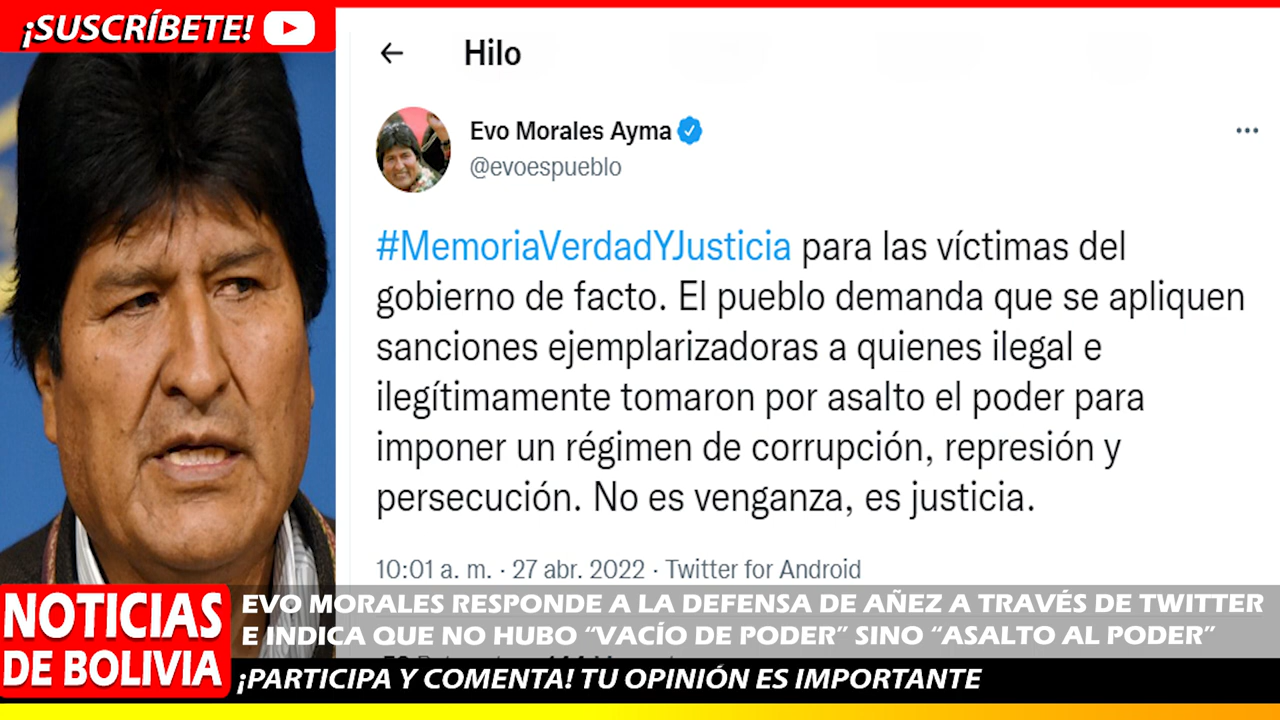 ¡SUSCRÍBETE!
Hilo
Evo Morales Ayma
@evoespueblo
#MemoriaVerdadYJusticia para las víctimas del
gobierno de facto. El pueblo demanda que se apliquen
sanciones ejemplarizadoras a quienes ilegal e
ilegítimamente tomaron por asalto el poder para
imponer un régimen de corrupción, represión y
persecución. No es venganza, es justicia.
10:01 a. m. · 27 abr. 2022 · Twitter for Android
NOTICIAS
DE BOLIVIA
EVO MORALES RESPONDE A LA DEFENSA DE AÑEZ A TRAVÉS DE TWITTER
E INDICA QUE NO HUBO “VACÍO DE PODER” SINO “ASALTO AL PODER”
¡PARTICIPA Y COMENTA! TU OPINIÓN ES IMPORTANTE